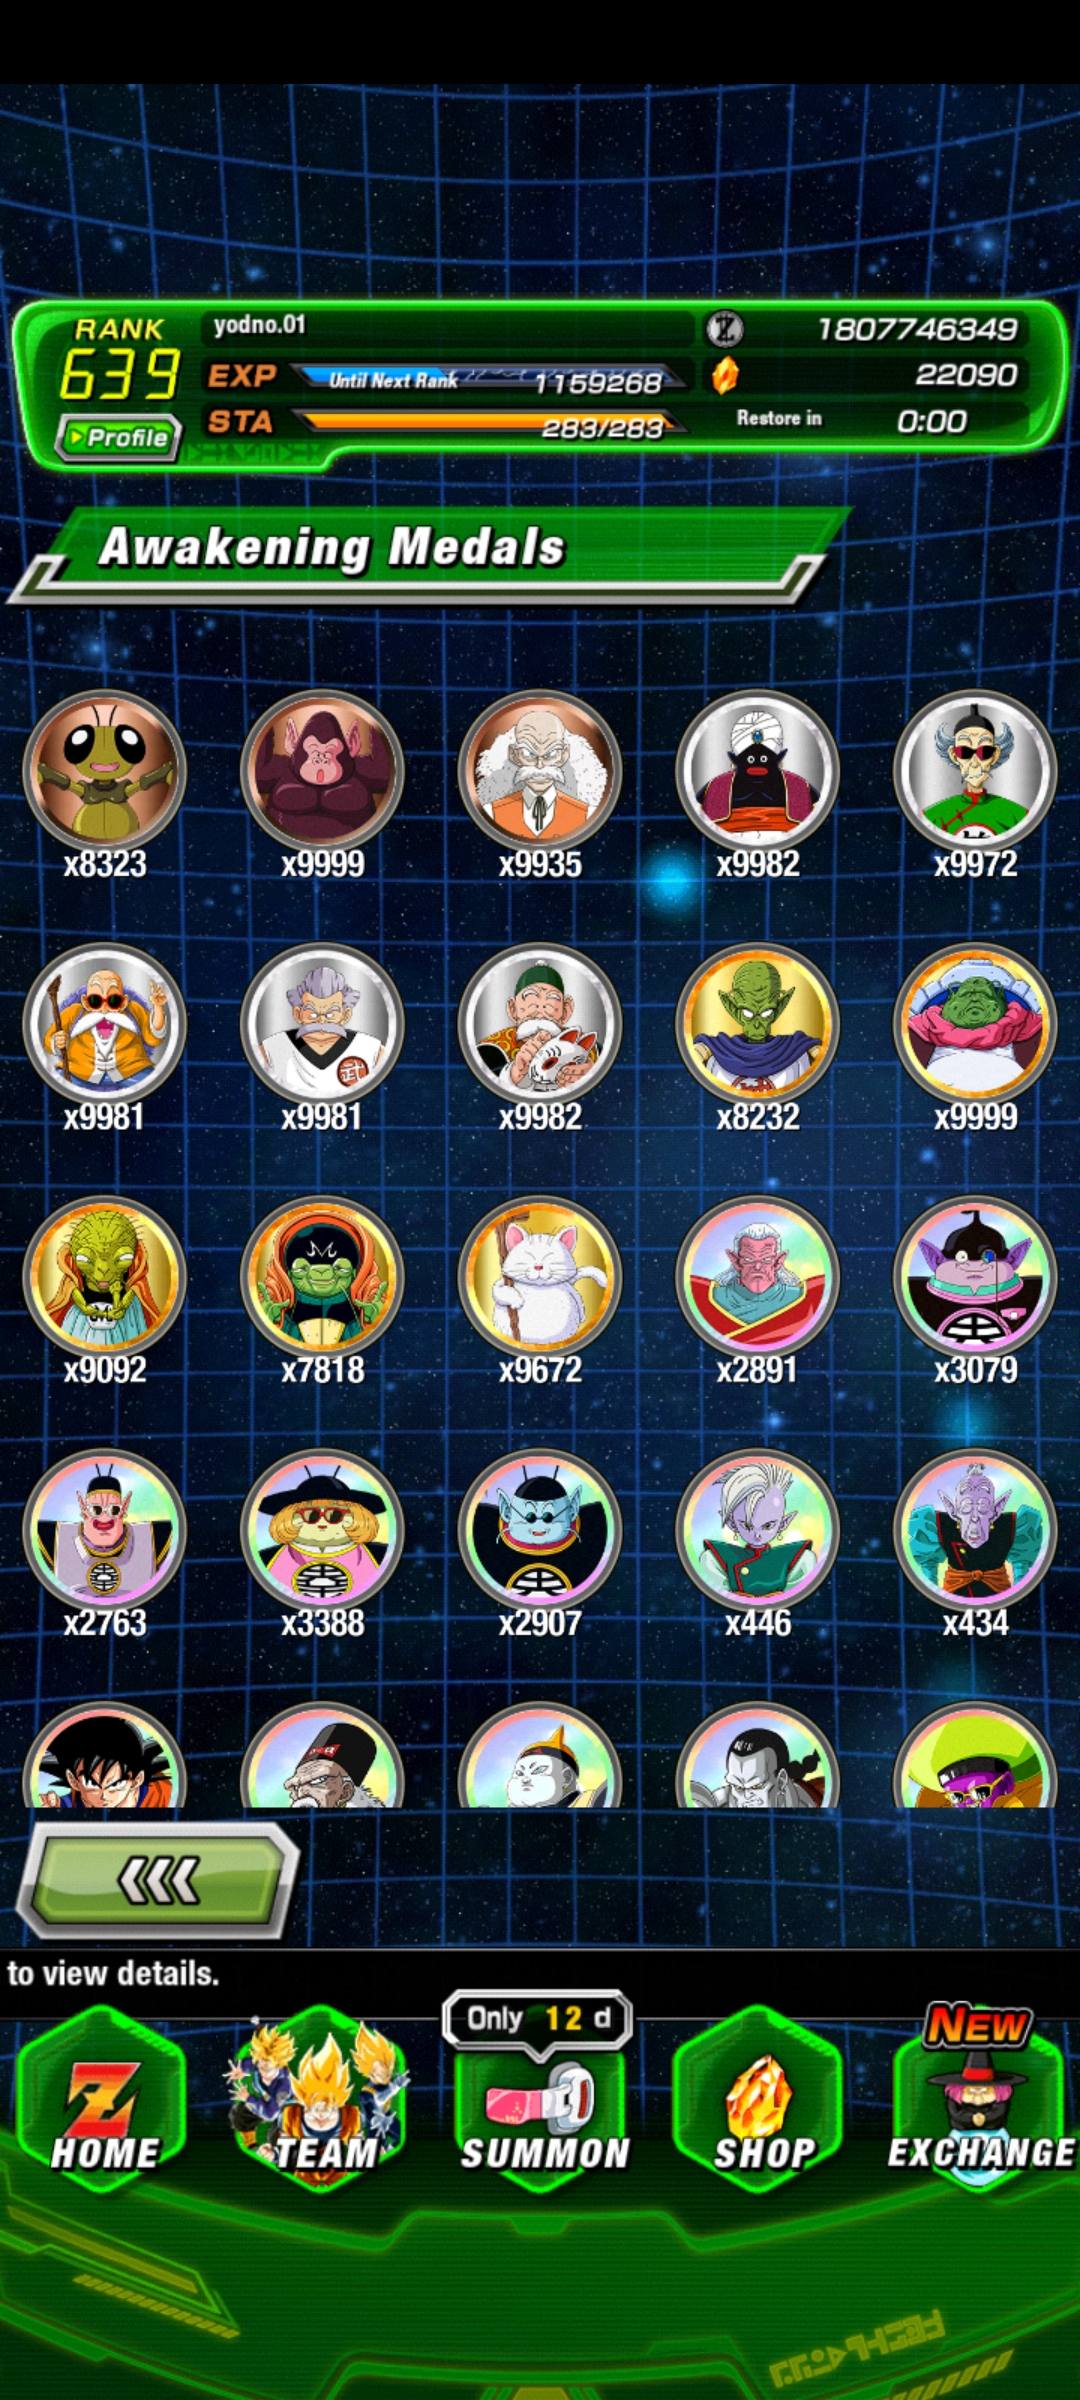 RANK
639
yodno.01
Z
1807746349
EXP
Until Next Rank
1159268
22090
Profile
STA
283/283
Restore in
0:00
Awakening Medals
x8323
x9999
x9935
x9982
x9972
x9981
x9981
x9982
x8232
x9999
x9092
x7818
x9672
x2891
x3079
x2763
x3388
x2907
x446
x434
to view details.
Only 12 d
NEW
Z
HOME
TEAM
SUMMON
SHOP
EXCHANGE